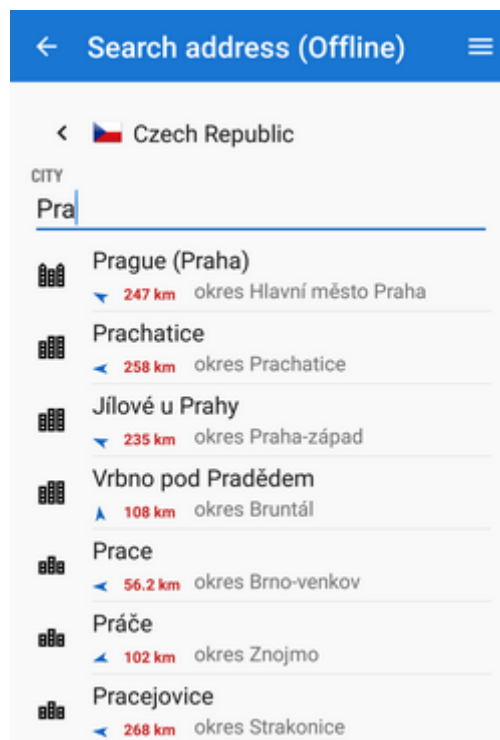 Search address (Offline)
Czech Republic
CITY
Pra
Prague (Praha)
247 km okres Hlavní město Praha
Prachatice
258 km okres Prachatice
Jílové u Prahy
235 km okres Praha-západ
Vrbno pod Pradědem
108 km okres Bruntál
Prace
56.2 km okres Brno-venkov
Práče
102 km okres Znojmo
Pracejovice
268 km okres Strakonice